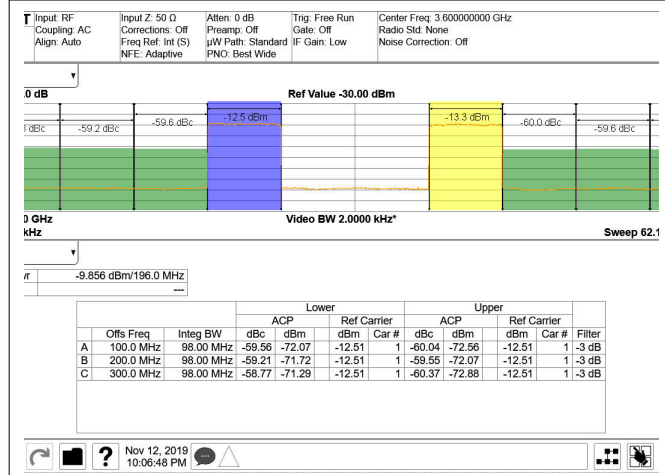 T Input: RF Input Z: 50 Ω Atten: 0 dB Trig: Free Run Center Freq: 3.600000000 GHz
Coupling: AC Corrections: Off Preamp: Off Gate: Off Radio Std: None
Align: Auto Freq Ref: Int (S) µW Path: Standard IF Gain: Low Noise Correction: Off
NFE: Adaptive PNO: Best Wide
.0 dB Ref Value -30.00 dBm
dBc -59.2 dBc -59.6 dBc -12.5 dBm -13.3 dBm -60.0 dBc -59.6 dBc
0 GHz Video BW 2.0000 kHz*
kHz Sweep 62.1
-9.856 dBm/196.0 MHz
---
Lower Upper
ACP Ref Carrier ACP Ref Carrier
Offs Freq Integ BW dBc dBm dBm Car # dBc dBm dBm Car # Filter
A 100.0 MHz 98.00 MHz -59.56 -72.07 -12.51 1 -60.04 -72.56 -12.51 1 -3 dB
B 200.0 MHz 98.00 MHz -59.21 -71.72 -12.51 1 -59.55 -72.07 -12.51 1 -3 dB
C 300.0 MHz 98.00 MHz -58.77 -71.29 -12.51 1 -60.37 -72.88 -12.51 1 -3 dB
? Nov 12, 2019
10:06:48 PM